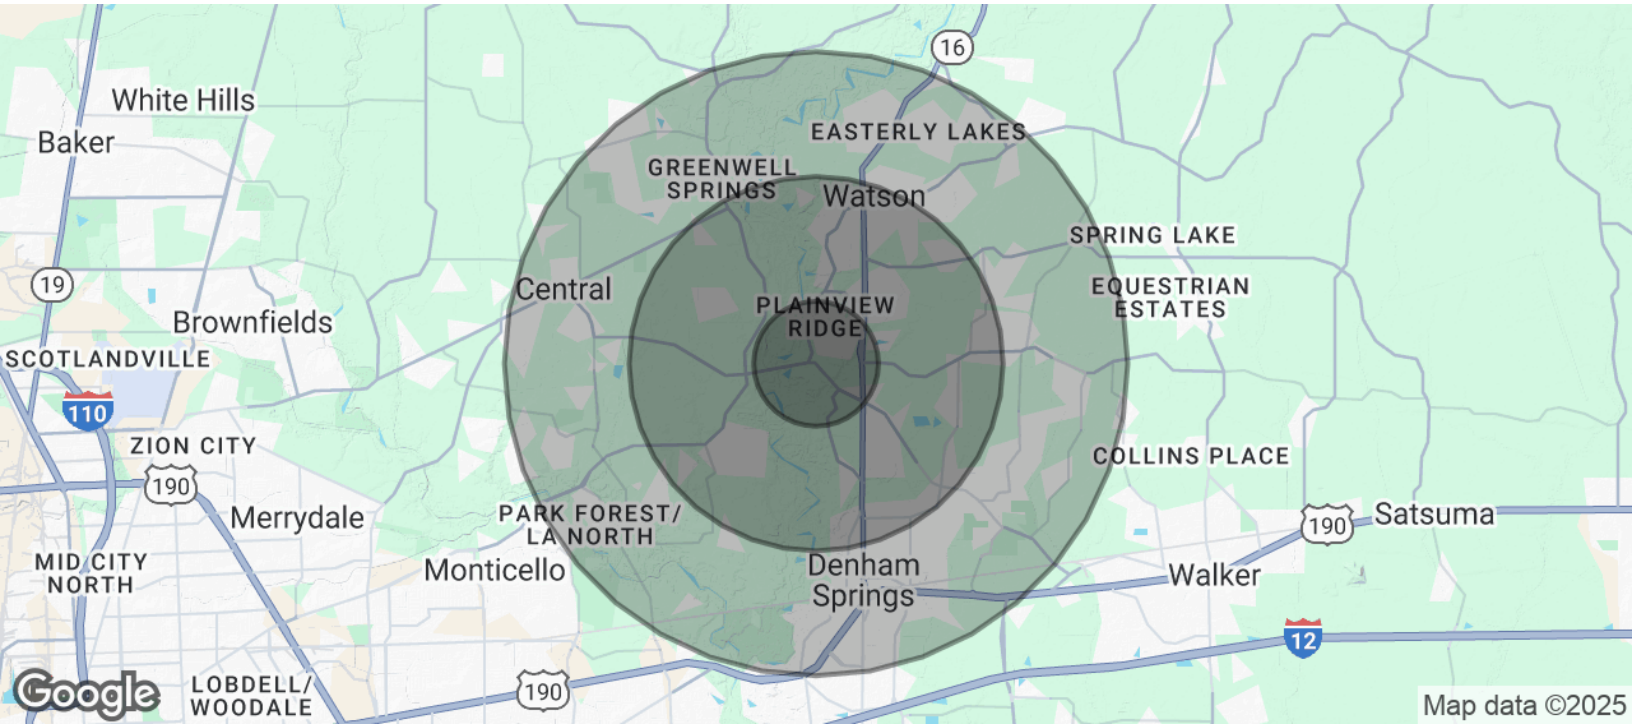 16
White Hills
Baker
EASTERLY LAKES
GREENWELL
SPRINGS
Watson
SPRING LAKE
19
Central
EQUESTRIAN
ESTATES
PLAINVIEW
RIDGE
Brownfields
SCOTLANDVILLE
110
ZION CITY
COLLINS PLACE
190
Merrydale
PARK FOREST/
LA NORTH
190
Satsuma
MID CITY
NORTH
Monticello
Denham
Springs
Walker
12
Google
LOBDELL/
WOODALE
190
Map data ©2025